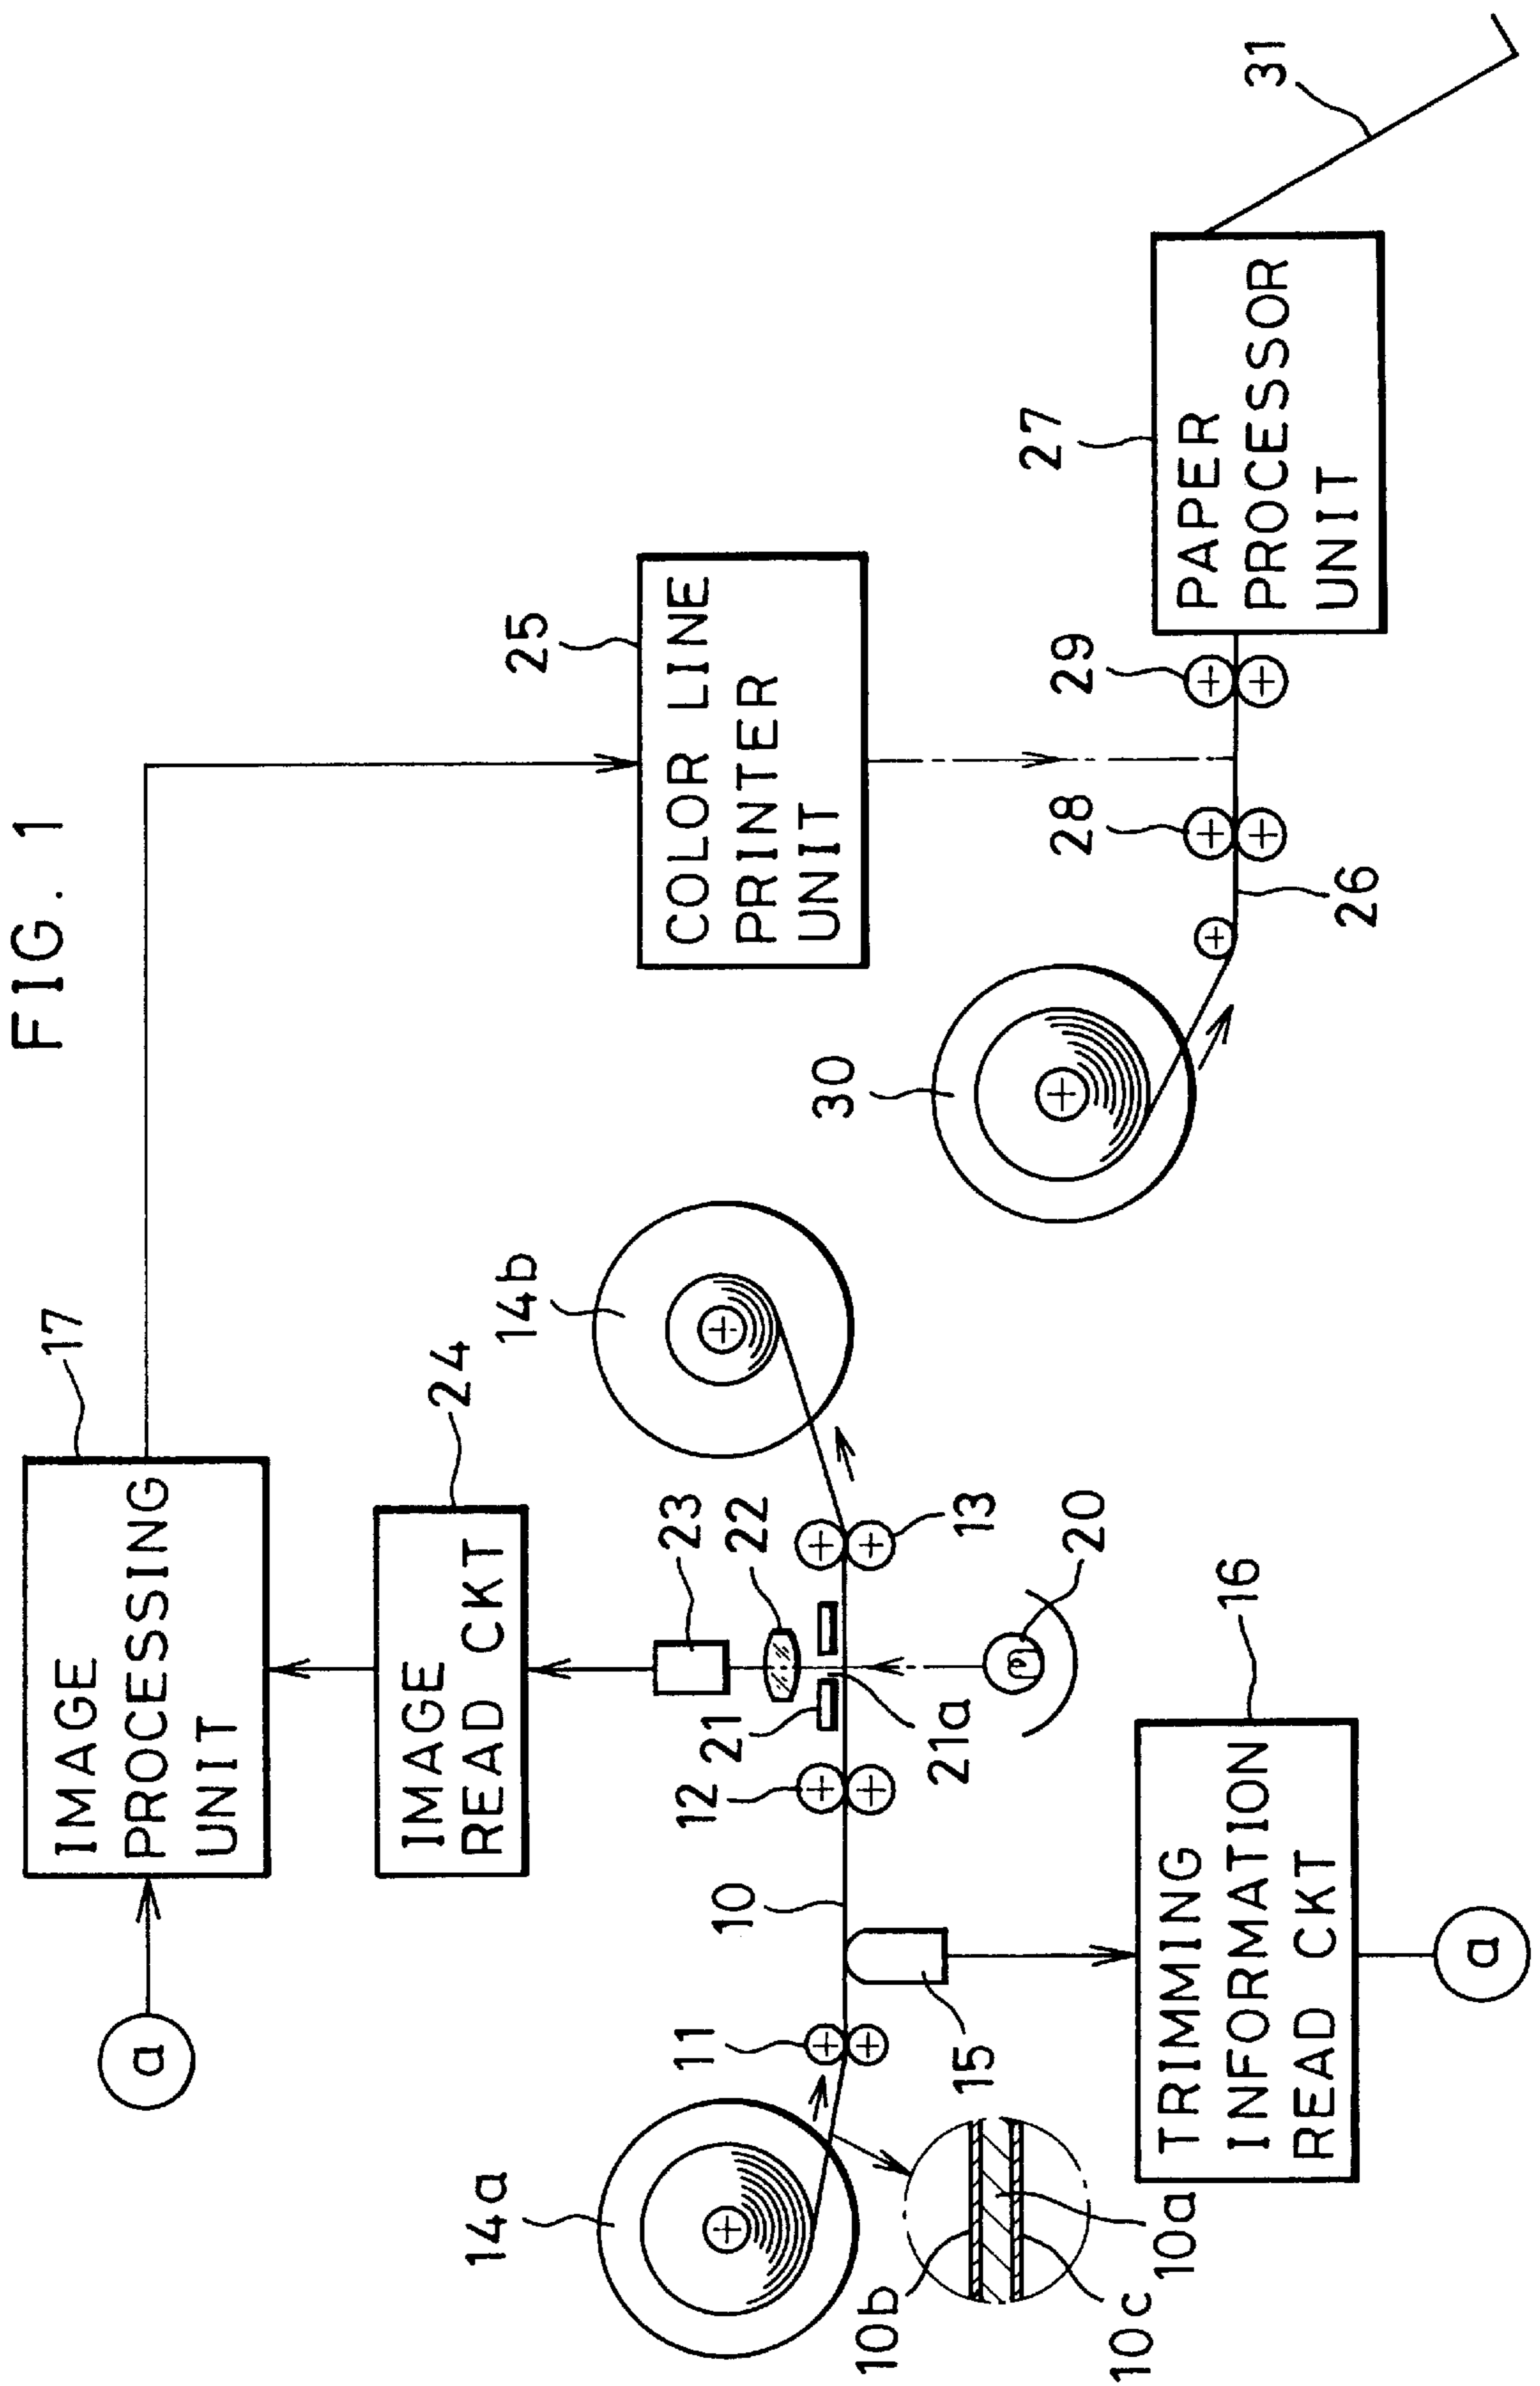 FIG. 1
a
IMAGE
PROCESSING
UNIT
17
IMAGE
READ CKT
24
23
22
21
21a
20
14a
11
10
12
13
14b
15
10b
10a
10c
TRIMMING
INFORMATION
READ CKT
16
a
COLOR LINE
PRINTER
UNIT
25
30
26
28
29
PAPER
PROCESSOR
UNIT
27
31